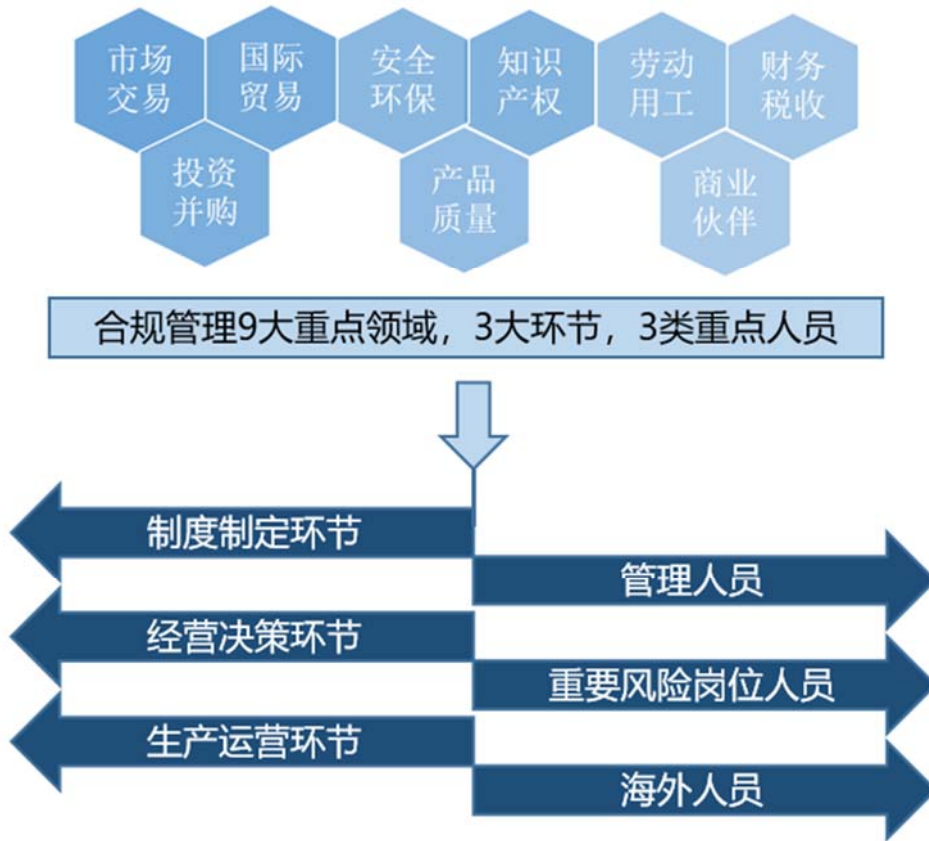 市场
交易
国际
贸易
安全
环保
知识
产权
劳动
用工
财务
税收
投资
并购
产品
质量
商业
伙伴
合规管理9大重点领域，3大环节，3类重点人员
制度制定环节
管理人员
经营决策环节
重要风险岗位人员
生产运营环节
海外人员